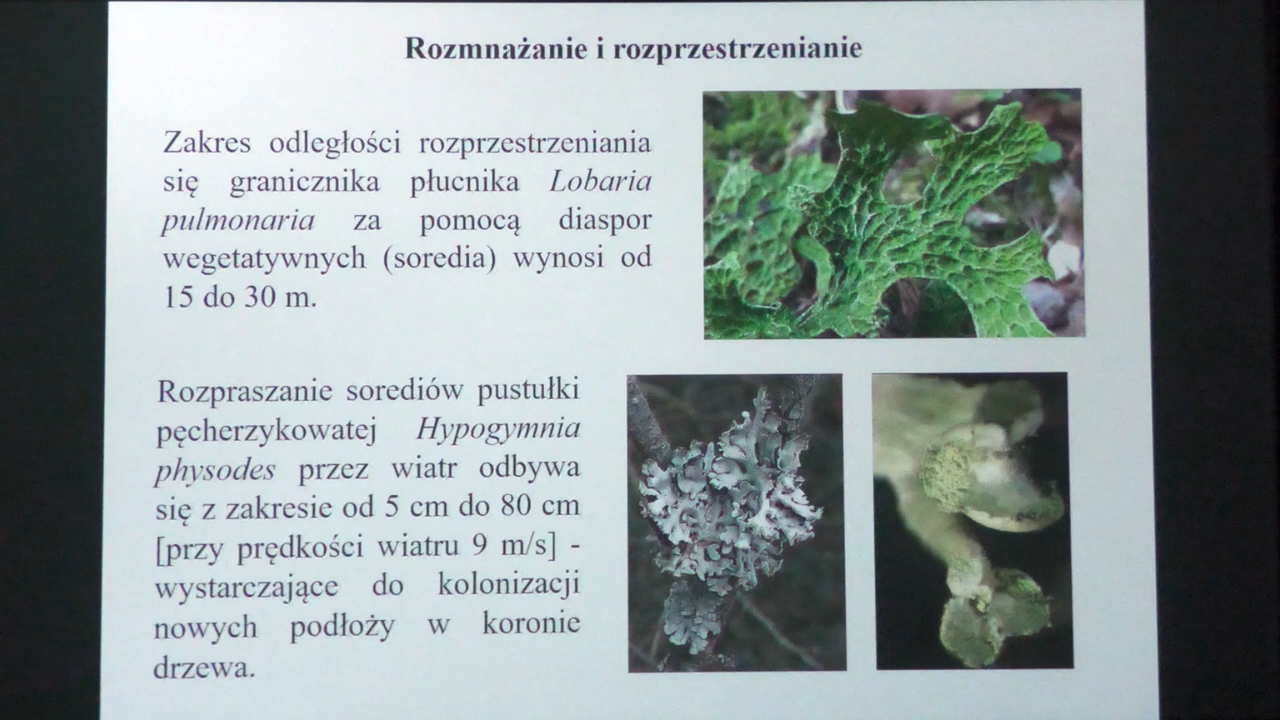 Rozmnażanie i rozprzestrzenianie
Zakres odległości rozprzestrzeniania
się granicznika płucnika Lobaria
pulmonaria za pomocą diaspor
wegetatywnych (soredia) wynosi od
15 do 30 m.
Rozpraszanie sorediów pustułki
pęcherzykowatej Hypogymnia
physodes przez wiatr odbywa
się z zakresie od 5 cm do 80 cm
[przy prędkości wiatru 9 m/s] -
wystarczające do kolonizacji
nowych podłoży w koronie
drzewa.